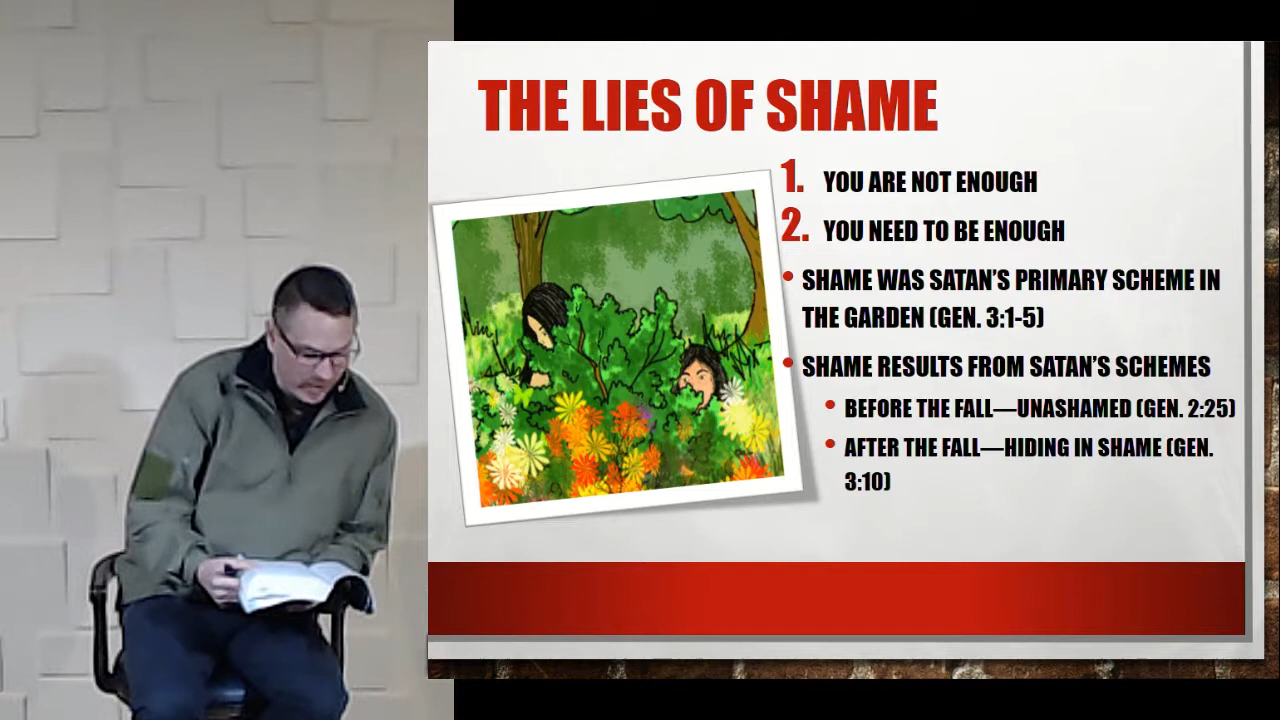 THE LIES OF SHAME
1. YOU ARE NOT ENOUGH
2. YOU NEED TO BE ENOUGH
• SHAME WAS SATAN'S PRIMARY SCHEME IN
THE GARDEN (GEN. 3:1-5)
• SHAME RESULTS FROM SATAN'S SCHEMES
• BEFORE THE FALL—UNASHAMED (GEN. 2:25)
• AFTER THE FALL—HIDING IN SHAME (GEN.
3:10)